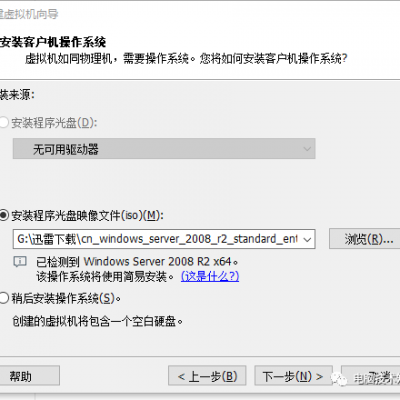 建虚拟机向导
安装客户机操作系统
虚拟机如同物理机，需要操作系统。您将如何安装客户机操作系统?
装来源:
安装程序光盘(D):
无可用驱动器
安装程序光盘映像文件(iso)(M):
G:\迅雷下载\cn_windows_server_2008_r2_standard_ent
浏览(R)...
已检测到 Windows Server 2008 R2 x64。
该操作系统将使用简易安装。(这是什么?)
稍后安装操作系统(S)。
创建的虚拟机将包含一个空白硬盘。
帮助
< 上一步(B)
下一步(N) >
取消
电脑技术